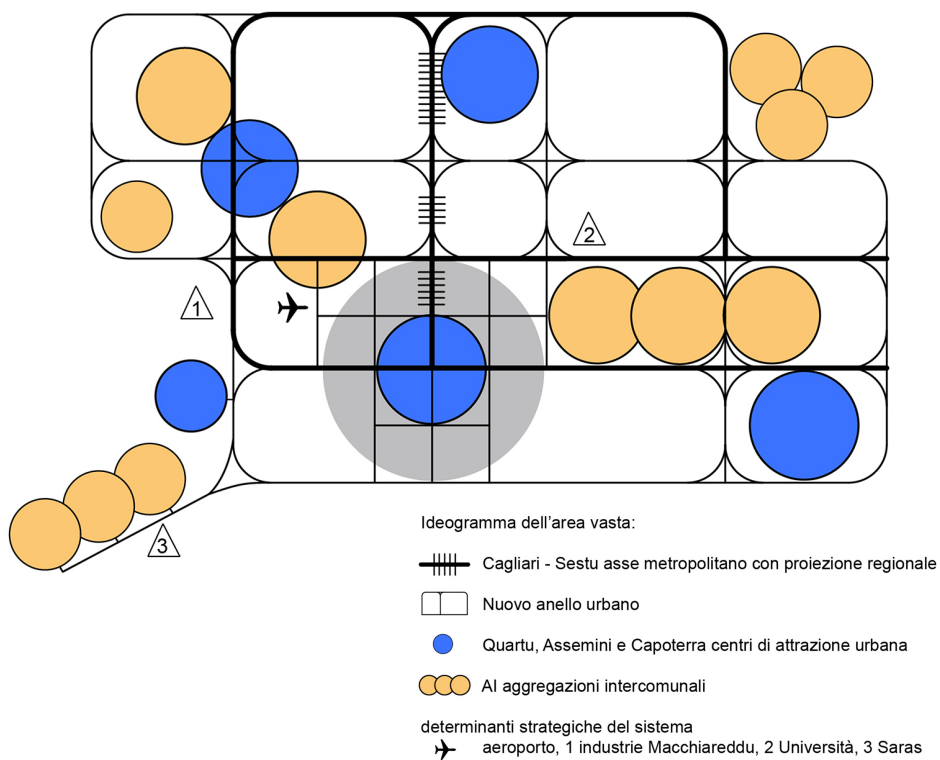 2
1
3
Ideogramma dell'area vasta:
Cagliari - Sestu asse metropolitano con proiezione regionale
Nuovo anello urbano
Quartu, Assemini e Capoterra centri di attrazione urbana
AI aggregazioni intercomunali
determinanti strategiche del sistema
aeroporto, 1 industrie Macchiareddu, 2 Università, 3 Saras